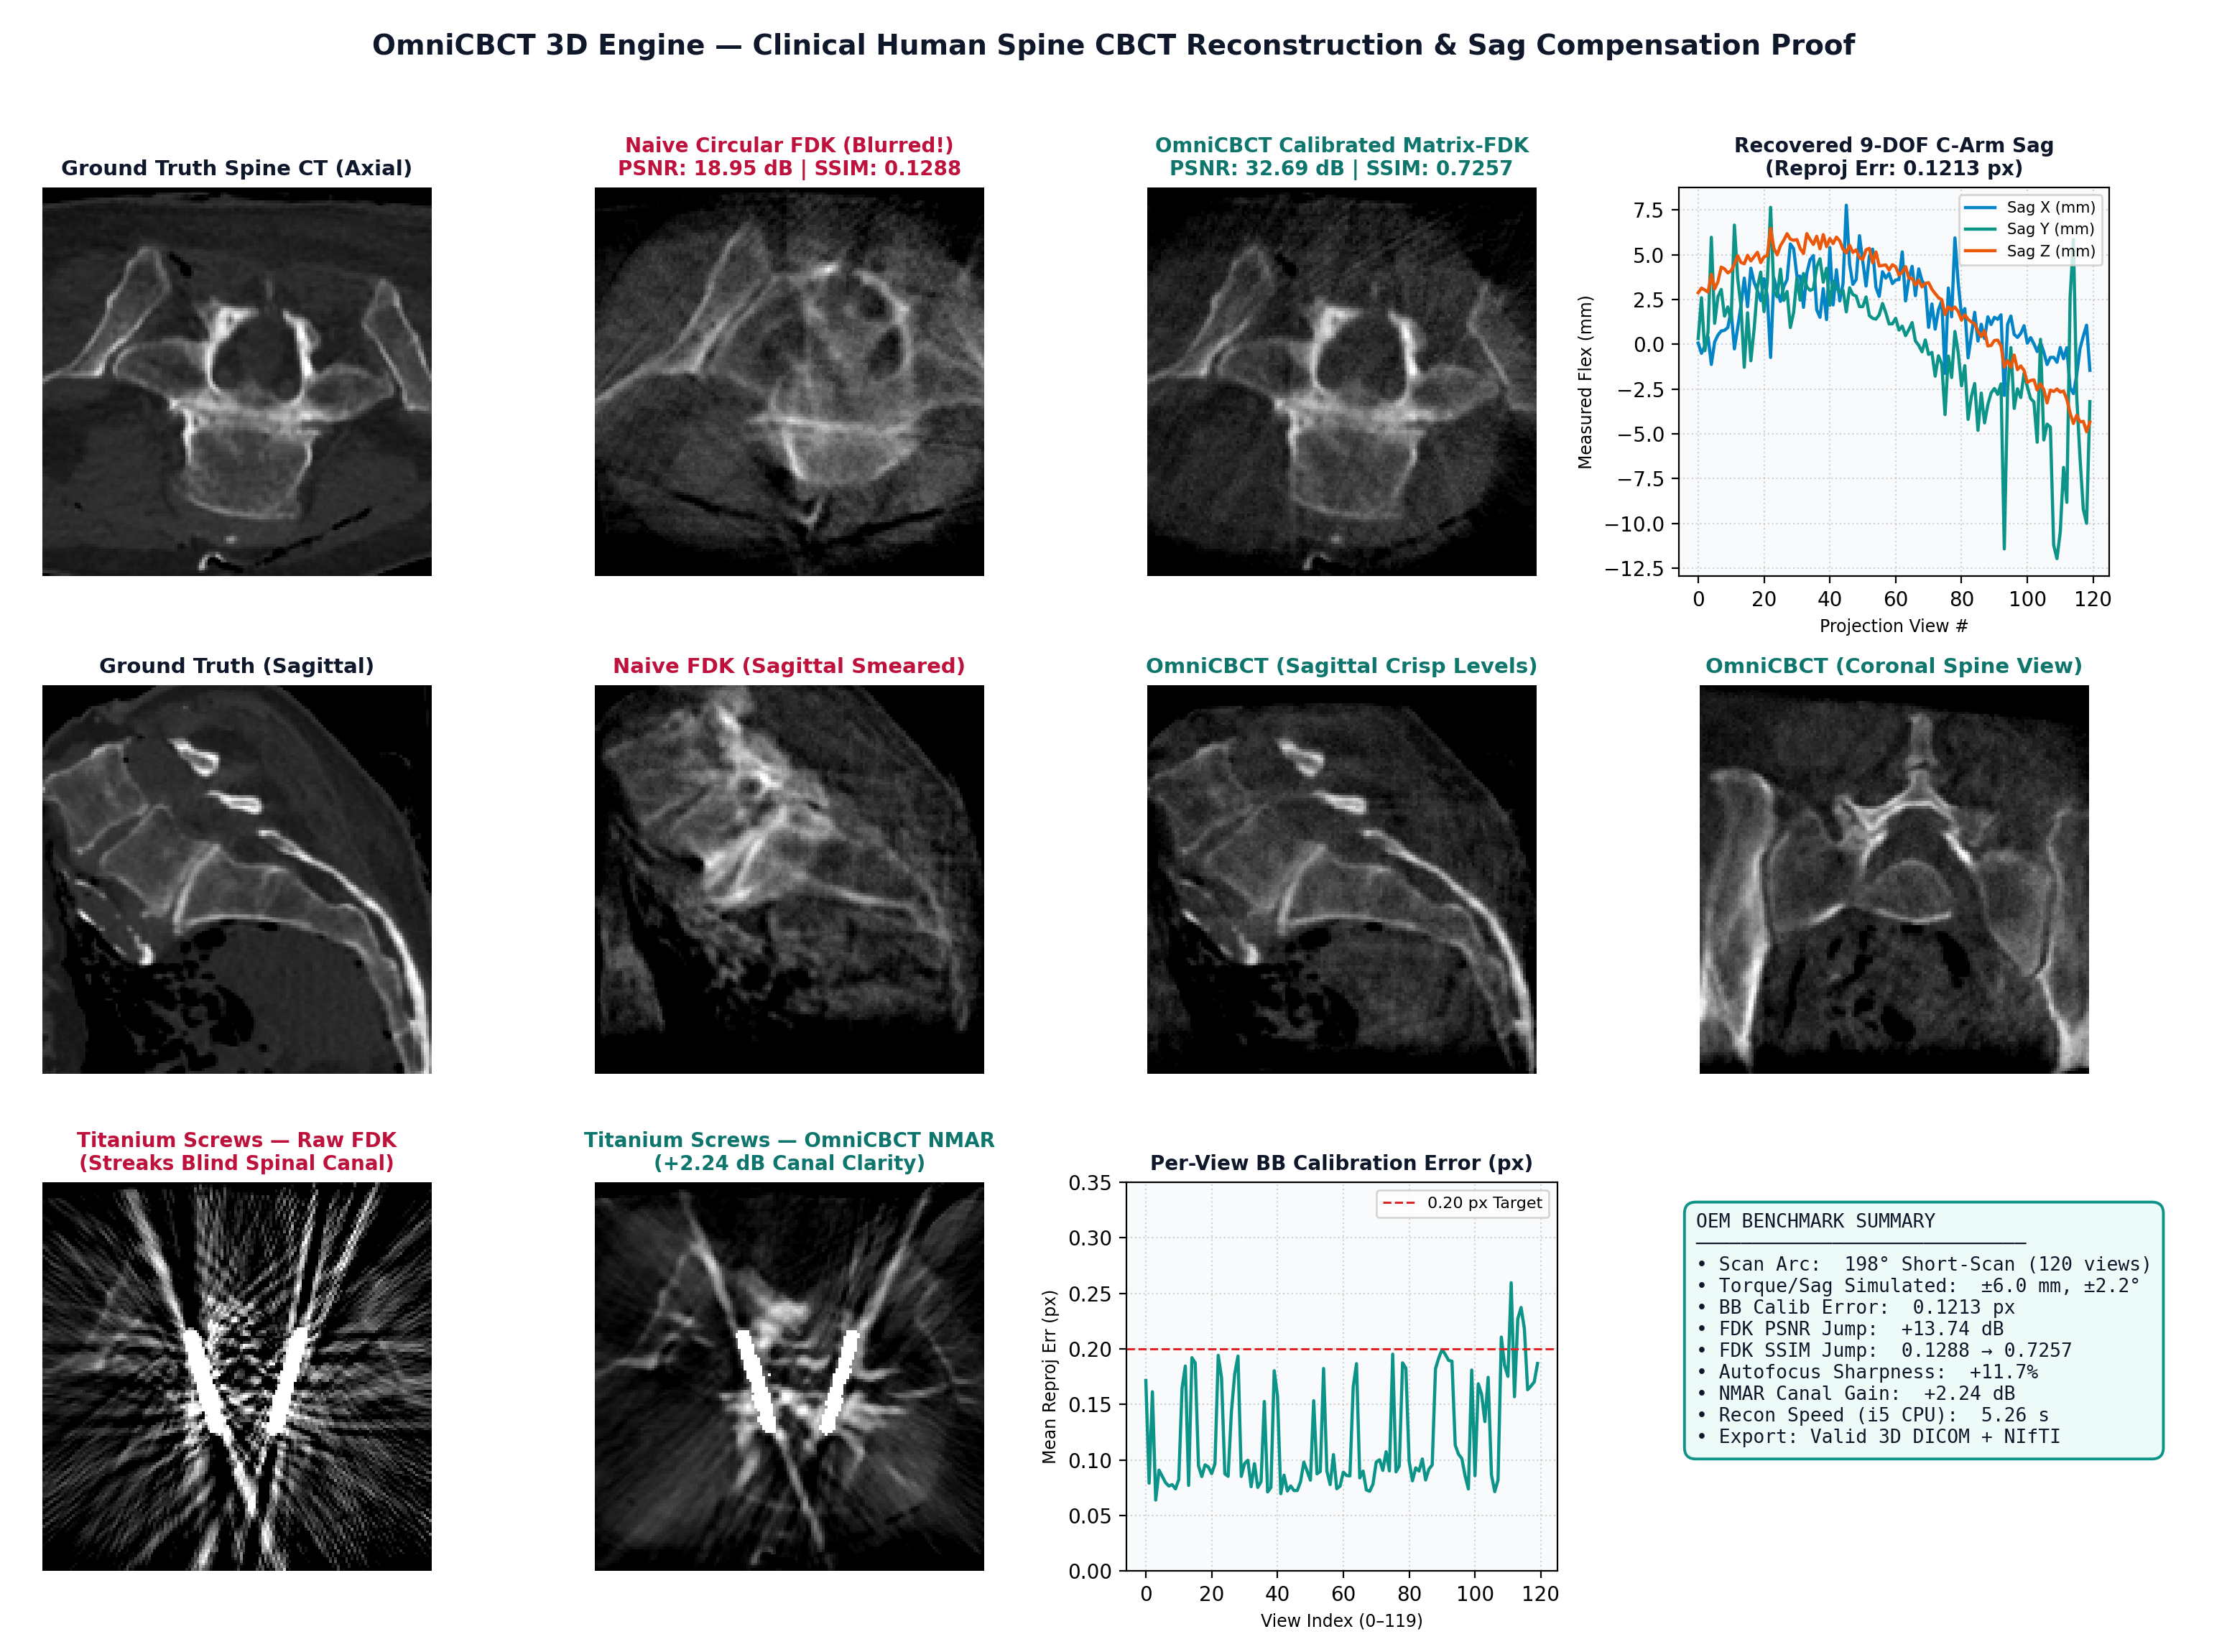 OmniCBCT 3D Engine — Clinical Human Spine CBCT Reconstruction & Sag Compensation Proof
Ground Truth Spine CT (Axial)
Naive Circular FDK (Blurred!)
PSNR: 18.95 dB | SSIM: 0.1288
OmniCBCT Calibrated Matrix-FDK
PSNR: 32.69 dB | SSIM: 0.7257
Recovered 9-DOF C-Arm Sag
(Reproj Err: 0.1213 px)
Measured Flex (mm)
7.5
5.0
2.5
0.0
−2.5
−5.0
−7.5
−10.0
−12.5
Sag X (mm)
Sag Y (mm)
Sag Z (mm)
0 20 40 60 80 100 120
Projection View #
Ground Truth (Sagittal)
Naive FDK (Sagittal Smeared)
OmniCBCT (Sagittal Crisp Levels)
OmniCBCT (Coronal Spine View)
Titanium Screws — Raw FDK
(Streaks Blind Spinal Canal)
Titanium Screws — OmniCBCT NMAR
(+2.24 dB Canal Clarity)
Per-View BB Calibration Error (px)
Mean Reproj Err (px)
0.35
0.30
0.25
0.20
0.15
0.10
0.05
0.00
0.20 px Target
0 20 40 60 80 100 120
View Index (0–119)
OEM BENCHMARK SUMMARY
• Scan Arc: 198° Short-Scan (120 views)
• Torque/Sag Simulated: ±6.0 mm, ±2.2°
• BB Calib Error: 0.1213 px
• FDK PSNR Jump: +13.74 dB
• FDK SSIM Jump: 0.1288 → 0.7257
• Autofocus Sharpness: +11.7%
• NMAR Canal Gain: +2.24 dB
• Recon Speed (i5 CPU): 5.26 s
• Export: Valid 3D DICOM + NIfTI